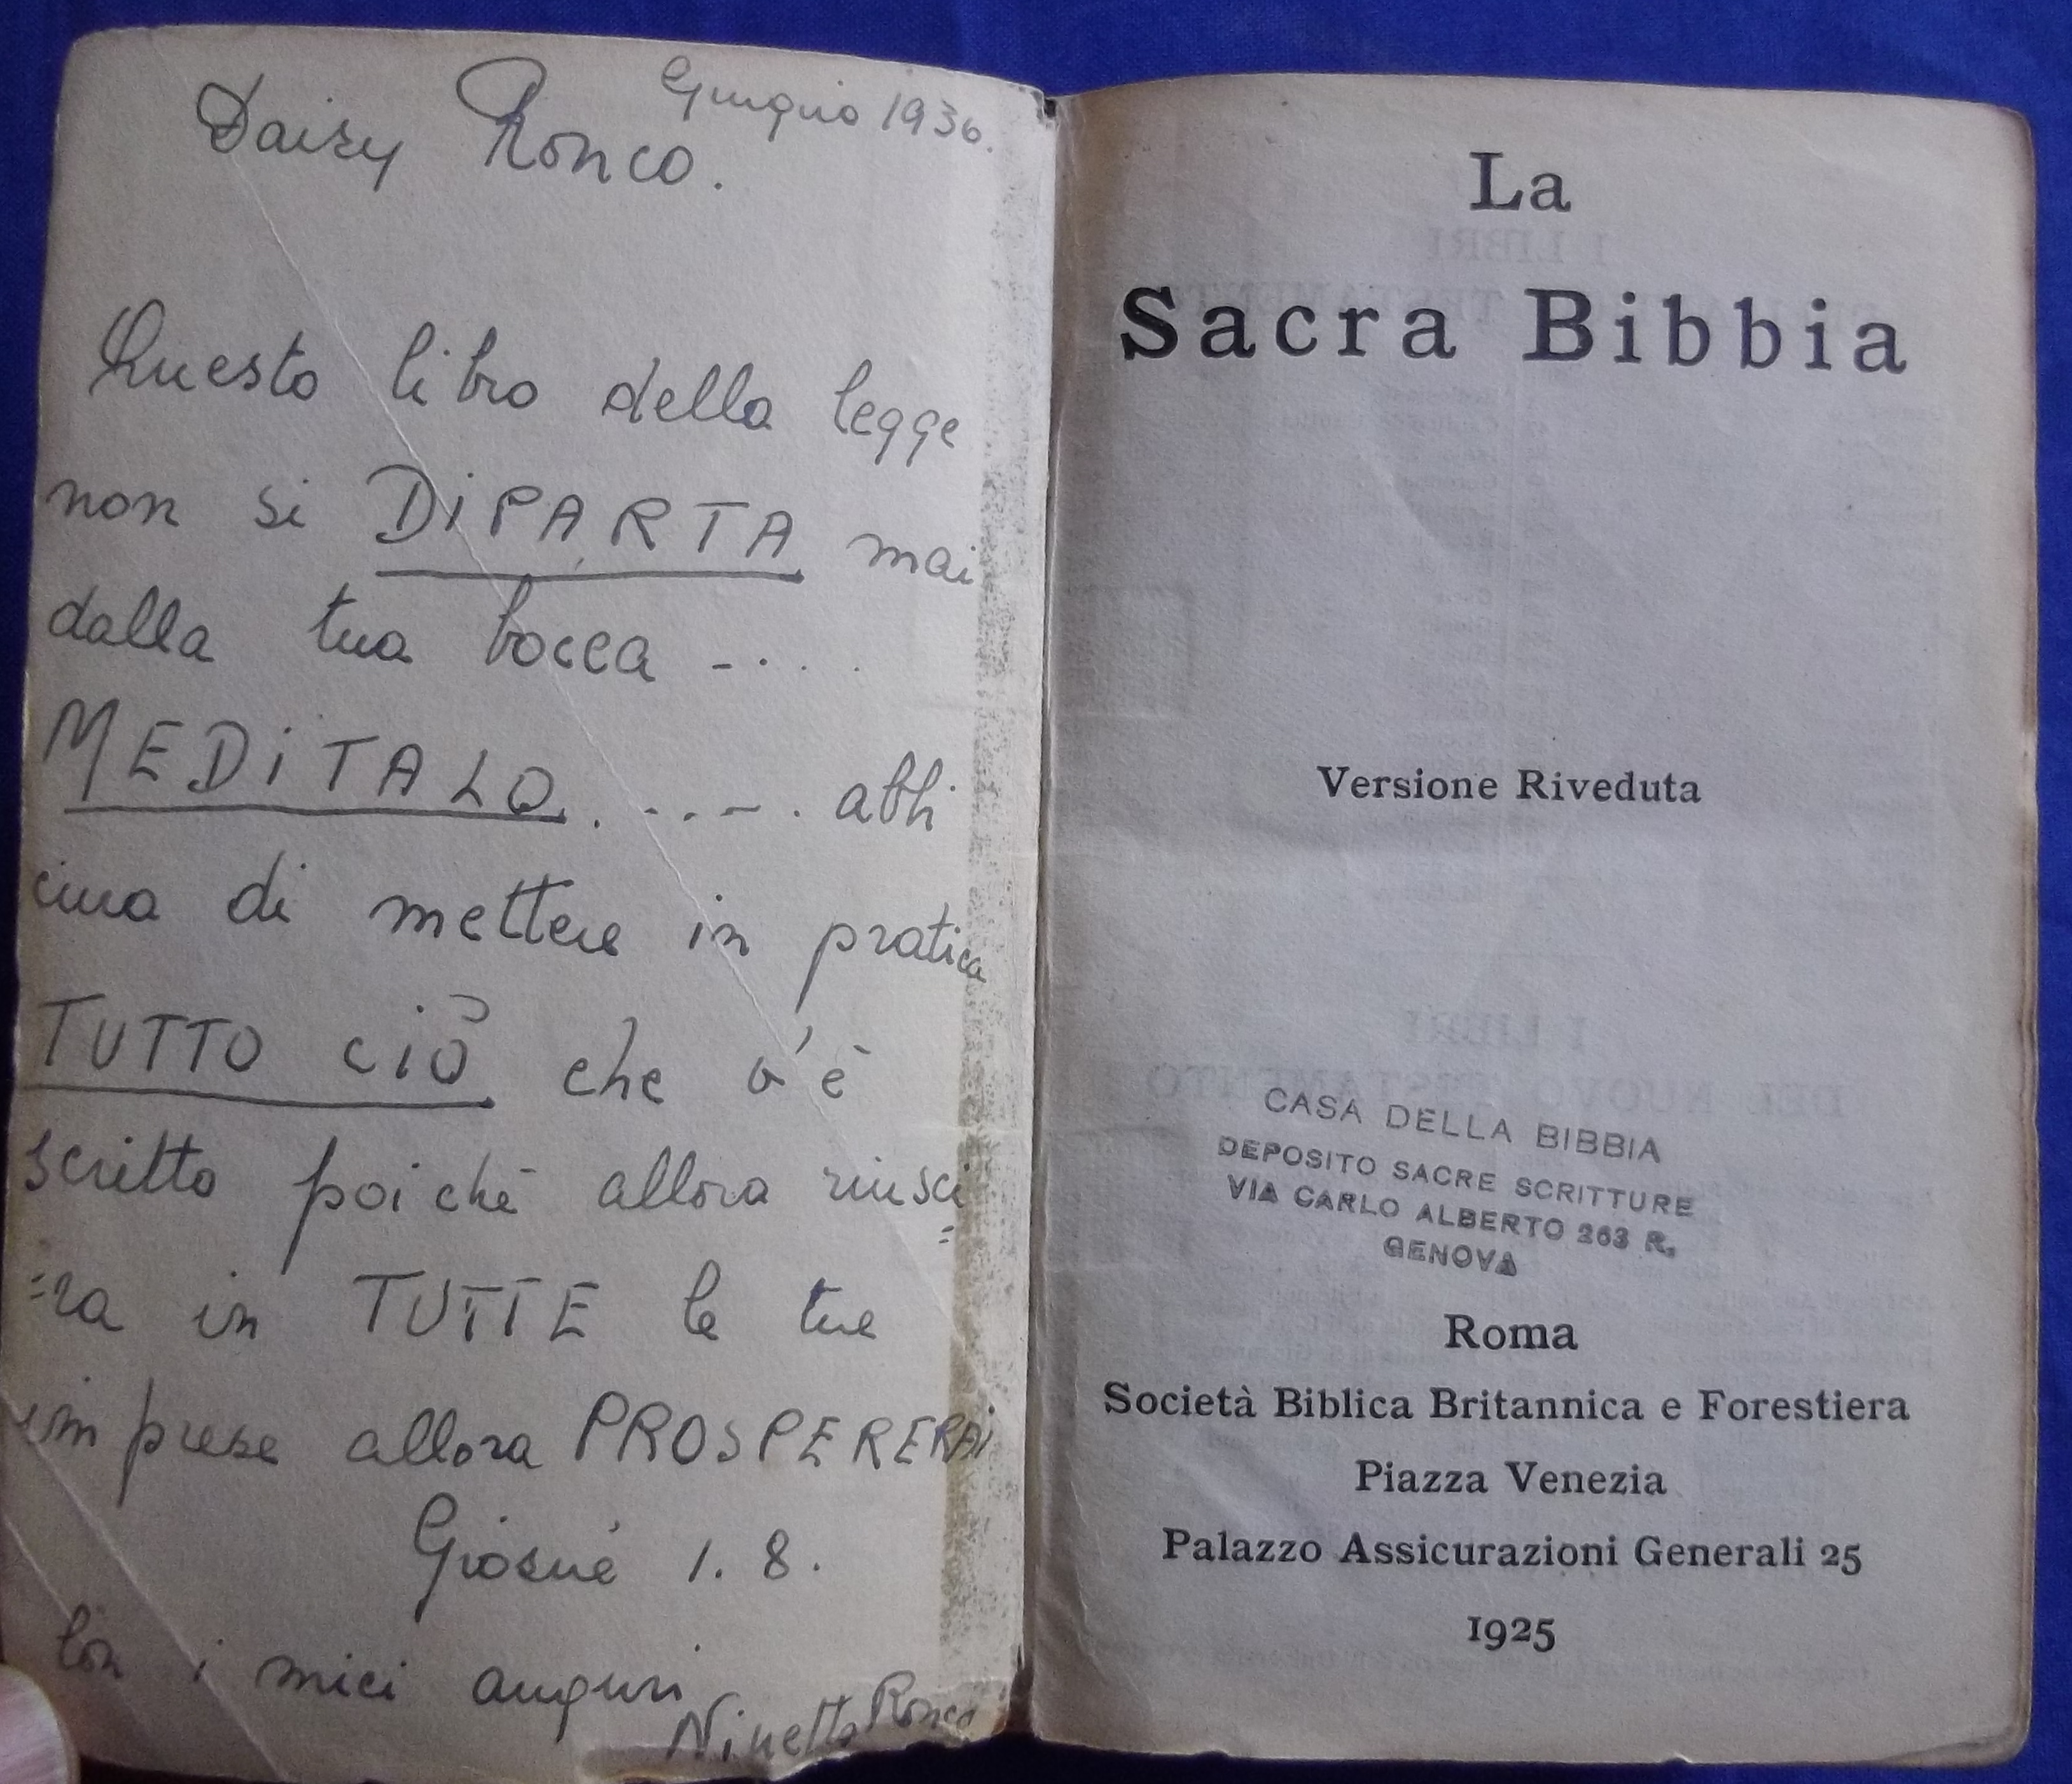 Giugno 1936.
Daisy Ronco.
Questo libro della legge
non si DiPARTA mai
dalla tua bocca -....
MEDiTALO. -..-. abbi
cura di mettere in pratica
TUTTO Ciò che v'è
scritto poichè allora riusci=
=ra in TUTTE le tue
imprese allora PROSPERERAi
Giosuè 1. 8.
Con i miei auguri
Ninetta Ronco
La
Sacra Bibbia
Versione Riveduta
CASA DELLA BIBBIA
DEPOSITO SACRE SCRITTURE
VIA CARLO ALBERTO 263 R.
GENOVA
Roma
Società Biblica Britannica e Forestiera
Piazza Venezia
Palazzo Assicurazioni Generali 25
1925